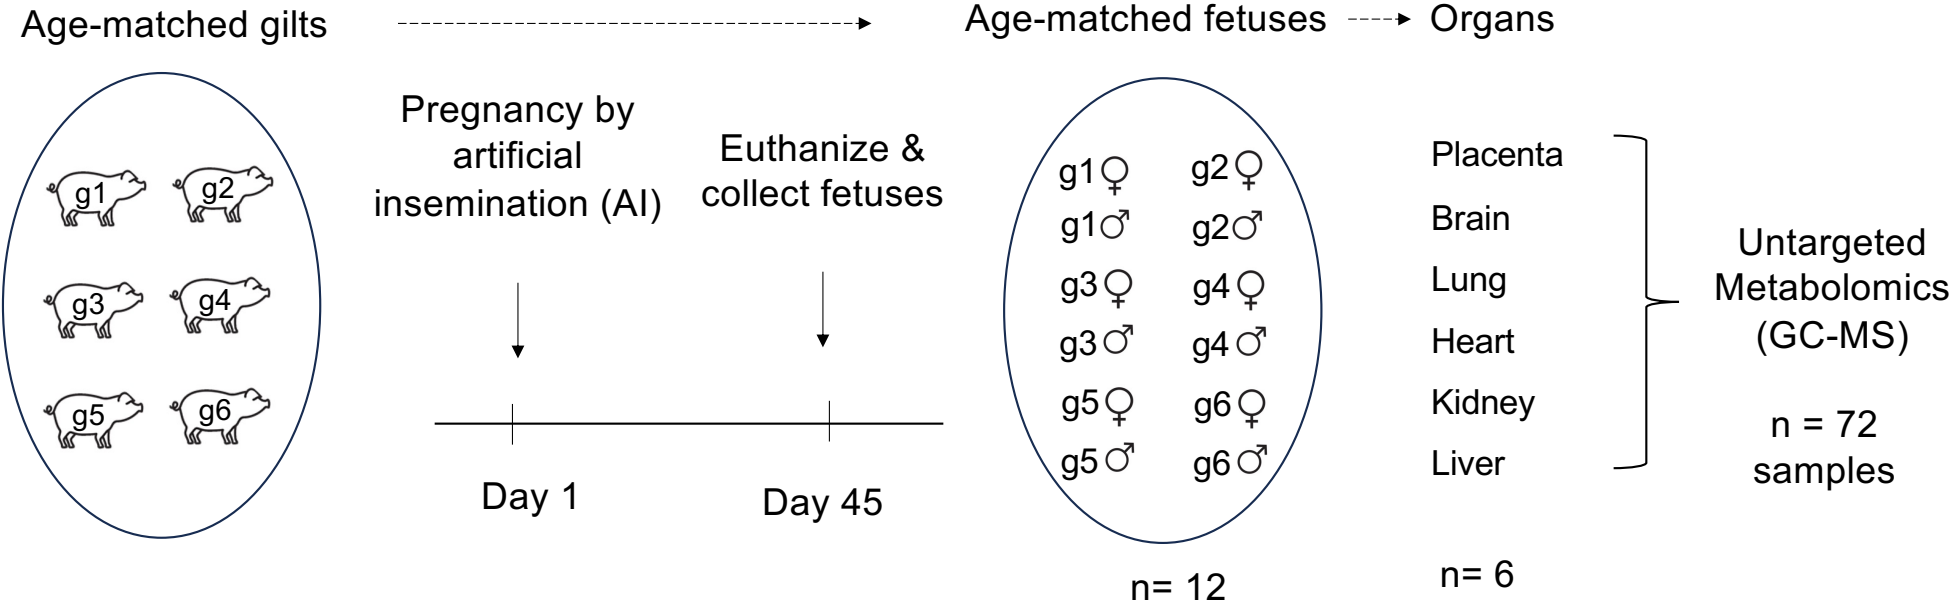 Age-matched gilts
Age-matched fetuses
Organs
g1
g2
g3
g4
g5
g6
Pregnancy by
artificial
insemination (AI)
Euthanize &
collect fetuses
Day 1
Day 45
g1♀ g2♀
g1♂ g2♂
g3♀ g4♀
g3♂ g4♂
g5♀ g6♀
g5♂ g6♂
n= 12
Placenta
Brain
Lung
Heart
Kidney
Liver
n= 6
Untargeted
Metabolomics
(GC-MS)
n = 72
samples